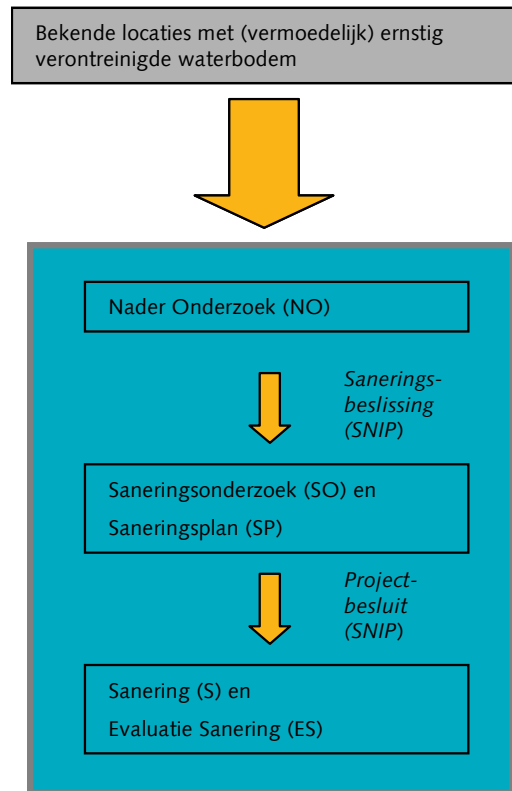 Bekende locaties met (vermoedelijk) ernstig
verontreinigde waterbodem
Nader Onderzoek (NO)
Sanerings-
beslissing
(SNIP)
Saneringsonderzoek (SO) en
Saneringsplan (SP)
Project-
besluit
(SNIP)
Sanering (S) en
Evaluatie Sanering (ES)